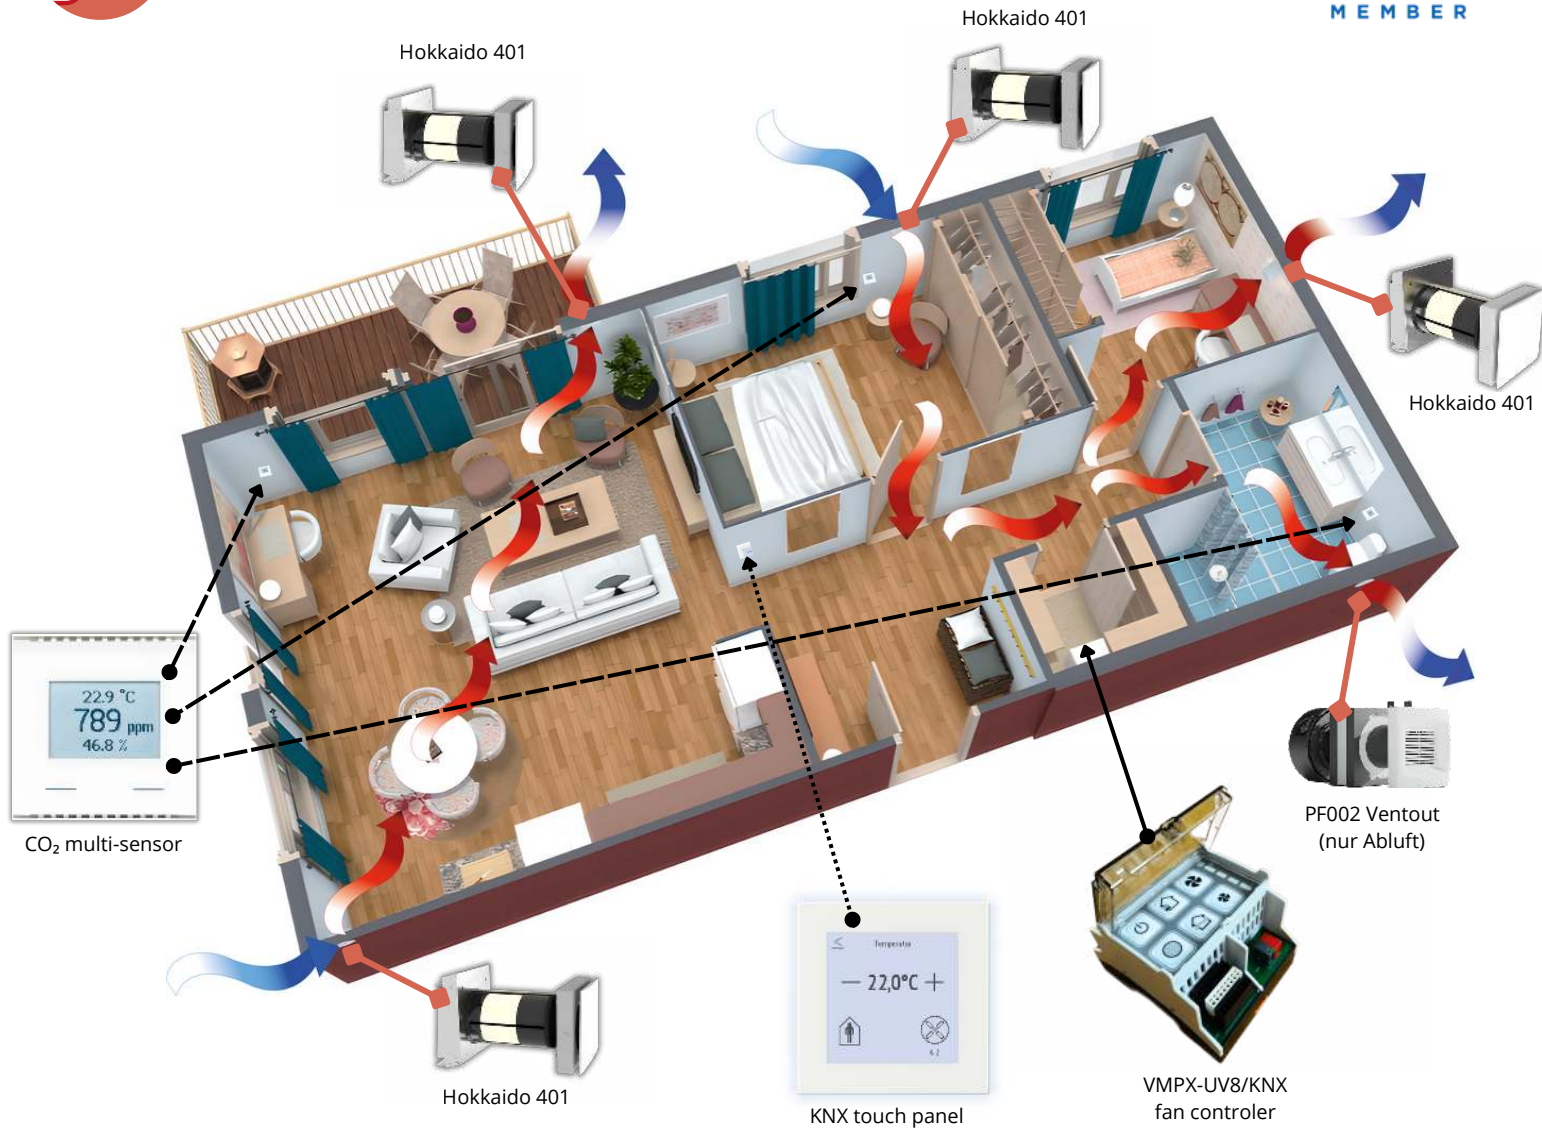 MEMBER
Hokkaido 401
Hokkaido 401
Hokkaido 401
22.9 °C
789 ppm
46.8 %
CO₂ multi-sensor
PF002 Ventout
(nur Abluft)
Temperatur
— 22,0°C +
Hokkaido 401
KNX touch panel
VMPX-UV8/KNX
fan controler